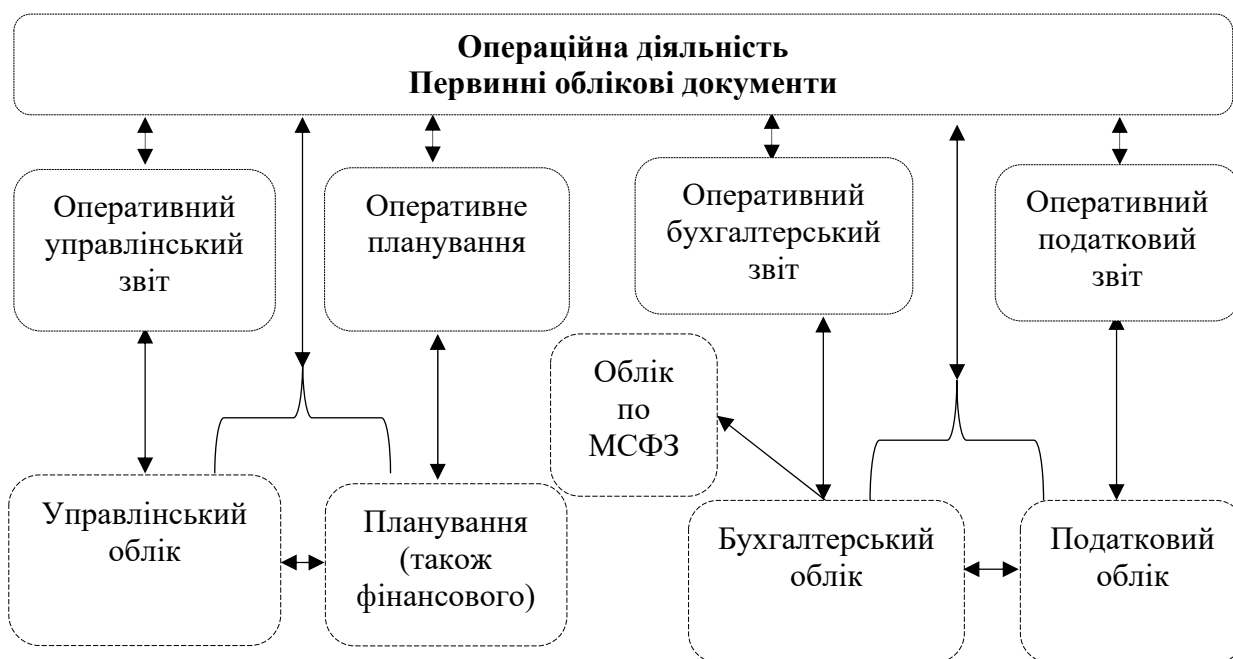 Операційна діяльність
Первинні облікові документи
Оперативний
управлінський
звіт
Оперативне
планування
Оперативний
бухгалтерський
звіт
Оперативний
податковий
звіт
Облік
по
МСФЗ
Управлінський
облік
Планування
(також
фінансового)
Бухгалтерський
облік
Податковий
облік